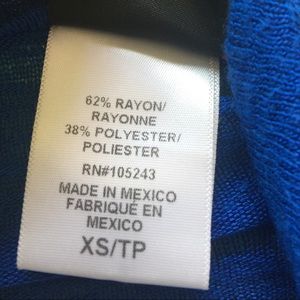 62% RAYON/
RAYONNE
38% POLYESTER/
POLIESTER
RN#105243
MADE IN MEXICO
FABRIQUÉ EN
MEXICO
XS/TP